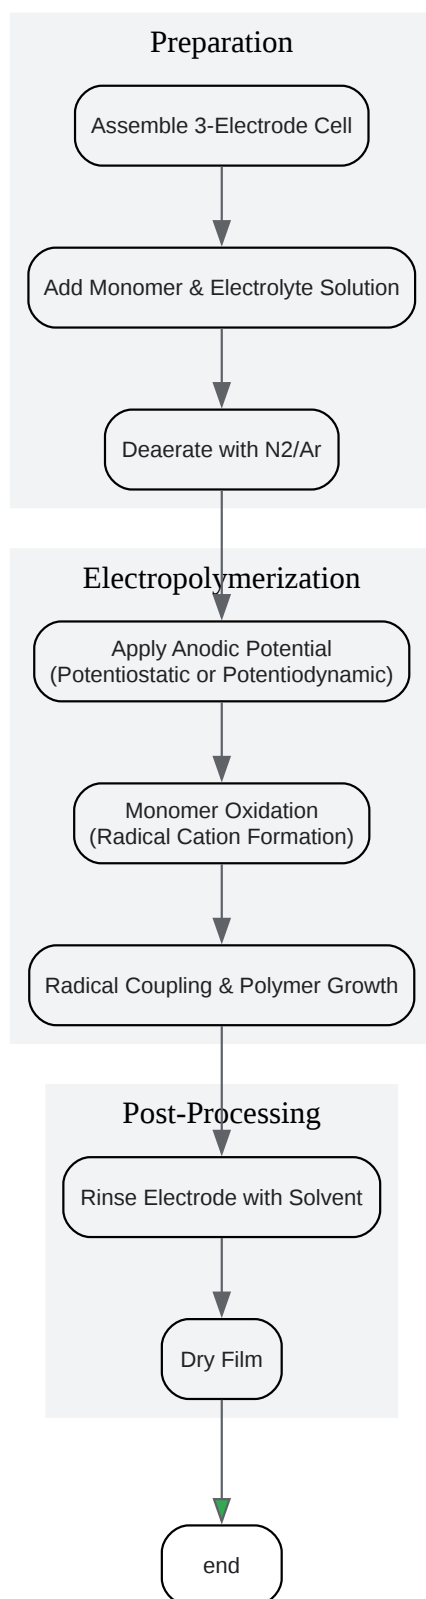 Preparation
Assemble 3-Electrode Cell
Add Monomer & Electrolyte Solution
Deaerate with N2/Ar
Electropolymerization
Apply Anodic Potential
(Potentiostatic or Potentiodynamic)
Monomer Oxidation
(Radical Cation Formation)
Radical Coupling & Polymer Growth
Post-Processing
Rinse Electrode with Solvent
Dry Film
end